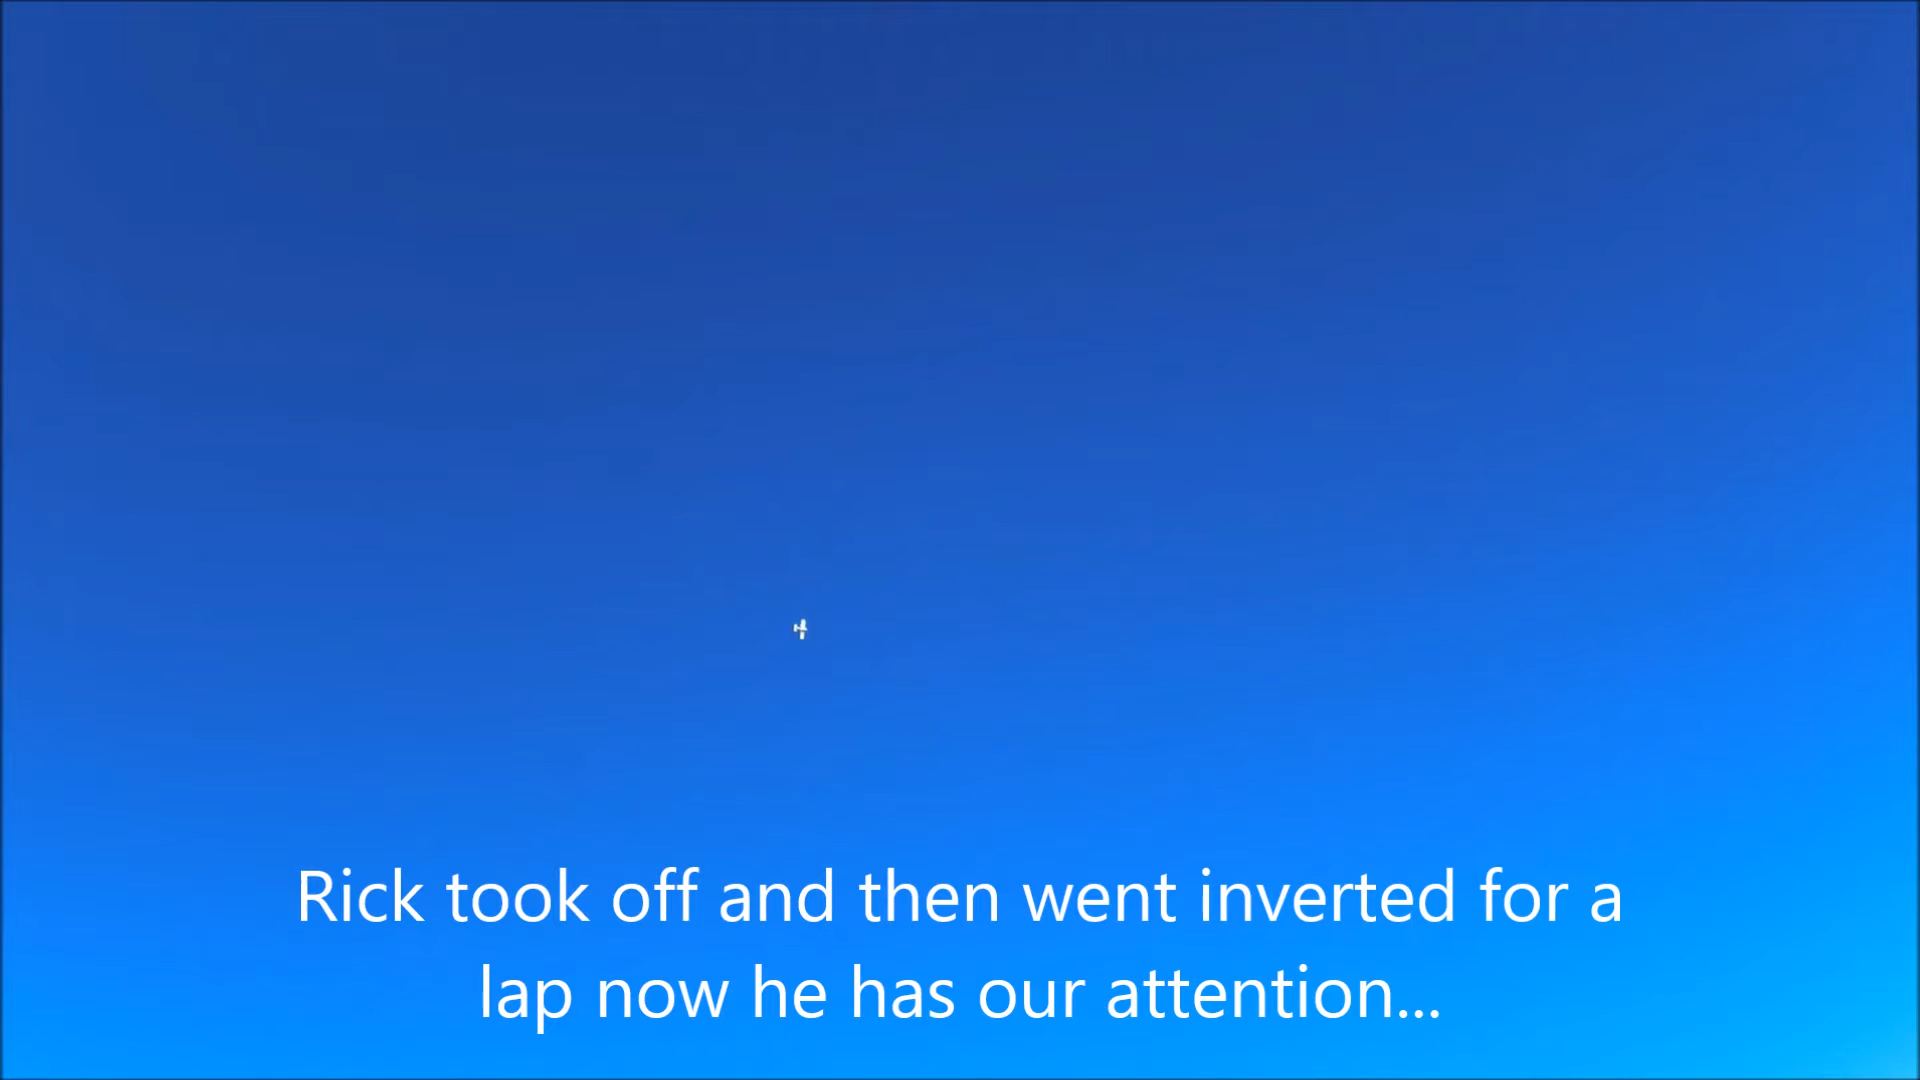 Rick took off and then went inverted for a
lap now he has our attention...